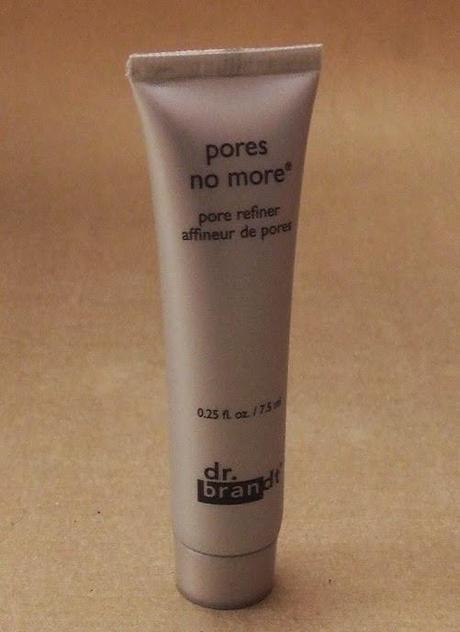 pores
no more®
pore refiner
affineur de pores
0.25 fl. oz. / 7.5 ml
dr.
brandt®